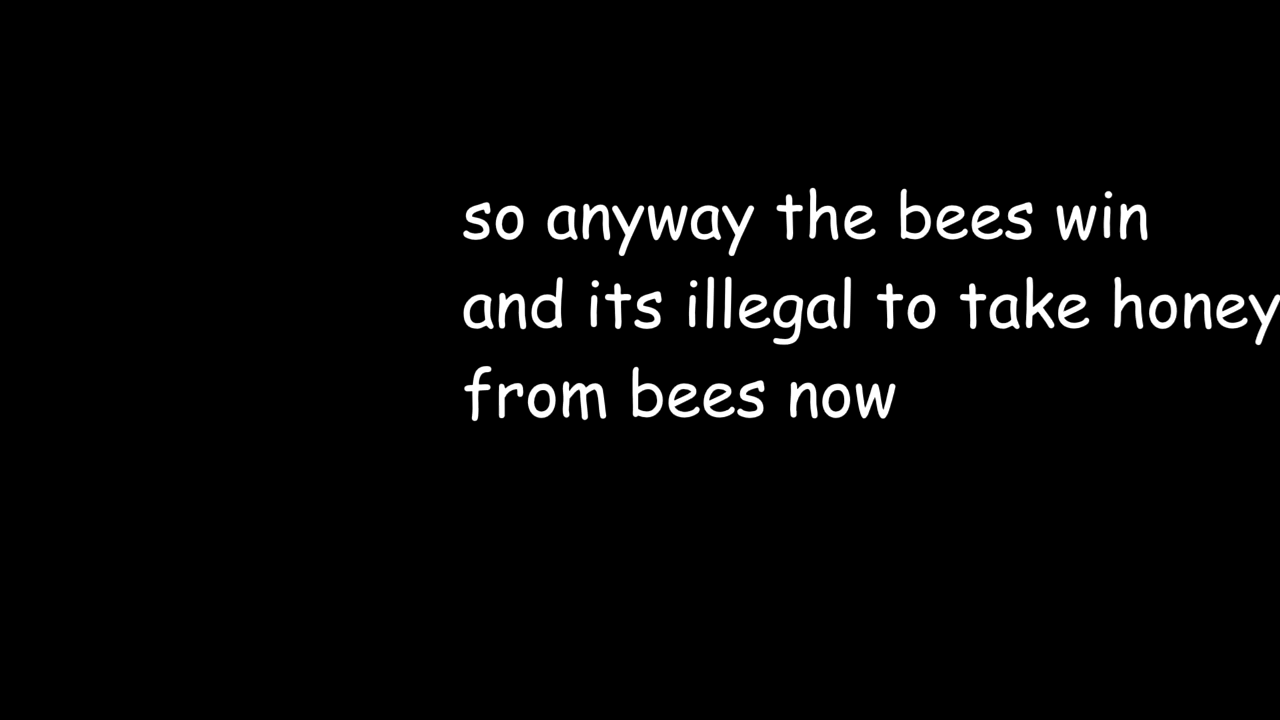 so anyway the bees win
and its illegal to take honey
from bees now